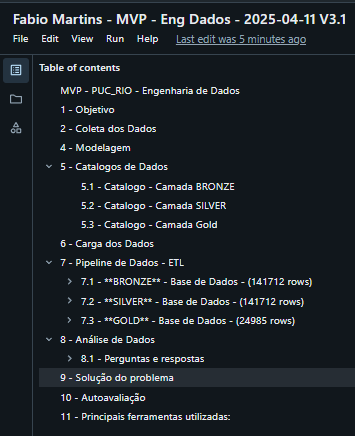 Fabio Martins - MVP - Eng Dados - 2025-04-11 V3.1
File Edit View Run Help Last edit was 5 minutes ago
Table of contents
MVP - PUC_RIO - Engenharia de Dados
1 - Objetivo
2 - Coleta dos Dados
4 - Modelagem
5 - Catalogos de Dados
5.1 - Catalogo - Camada BRONZE
5.2 - Catalogo - Camada SILVER
5.3 - Catalogo - Camada Gold
6 - Carga dos Dados
7 - Pipeline de Dados - ETL
7.1 - **BRONZE** - Base de Dados - (141712 rows)
7.2 - **SILVER** - Base de Dados - (141712 rows)
7.3 - **GOLD** - Base de Dados - (24985 rows)
8 - Análise de Dados
8.1 - Perguntas e respostas
9 - Solução do problema
10 - Autoavaliação
11 - Principais ferramentas utilizadas: